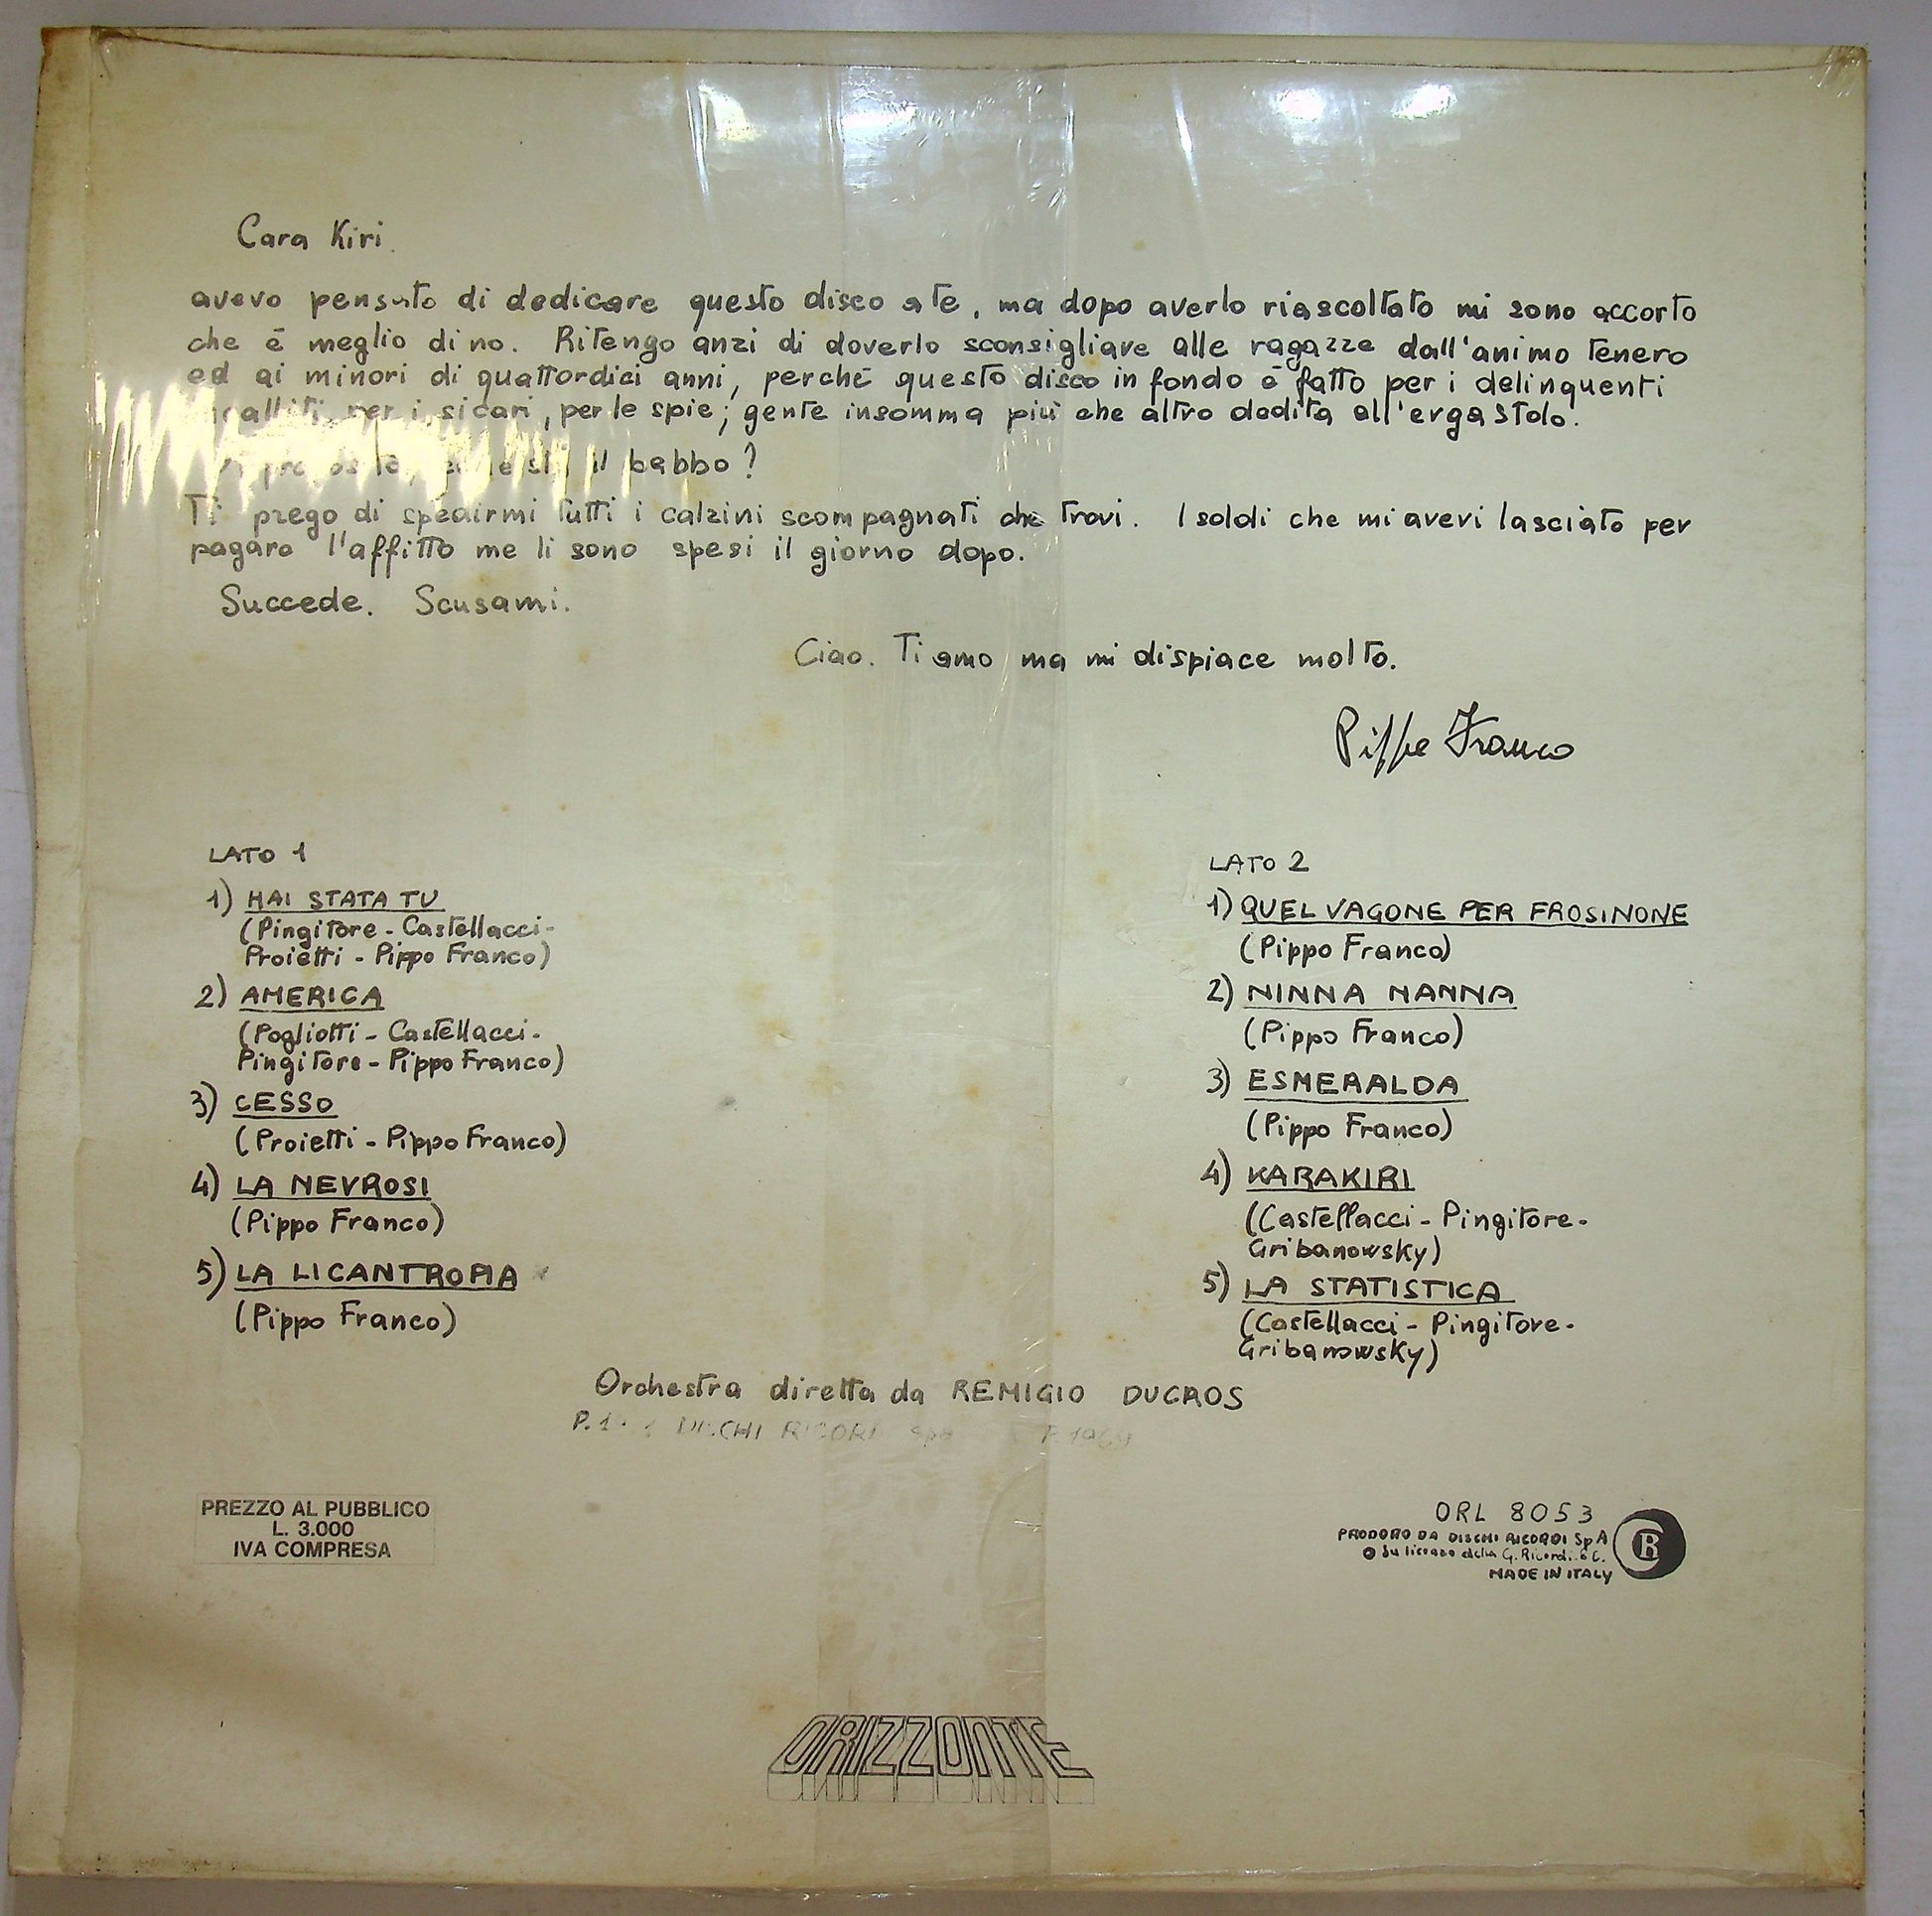 Cara Kiri.
avevo pensato di dedicare questo disco a te, ma dopo averlo riascoltato mi sono accorto
che è meglio di no. Ritengo anzi di doverlo sconsigliare alle ragazze dall'animo tenero
ed ai minori di quattordici anni, perchè questo disco in fondo è fatto per i delinquenti
per i sicari, per le spie; gente insomma più che altro dedita all'ergastolo.
il babbo?
Ti prego di spedirmi tutti i calzini scompagnati che trovi. I soldi che mi avevi lasciato per
pagare l'affitto me li sono spesi il giorno dopo.
Succede. Scusami.
Ciao. Ti amo ma mi dispiace molto.
Pippo Franco
LATO 1
1) HAI STATA TU
(Pingitore - Castellacci-
Proietti - Pippo Franco)
2) AMERICA
(Pogliotti - Castellacci-
Pingitore - Pippo Franco)
3) CESSO
(Proietti - Pippo Franco)
4) LA NEVROSI
(Pippo Franco)
5) LA LICANTROPIA
(Pippo Franco)
LATO 2
1) QUEL VAGONE PER FROSINONE
(Pippo Franco)
2) NINNA NANNA
(Pippo Franco)
3) ESMERALDA
(Pippo Franco)
4) KARAKIRI
(Castellacci - Pingitore-
Gribanowsky)
5) LA STATISTICA
(Castellacci - Pingitore-
Gribanowsky)
Orchestra diretta da REMIGIO DUCROS
DISCHI RICORDI SpA
PREZZO AL PUBBLICO
L. 3.000
IVA COMPRESA
ORL 8053
PRODOTTO DA DISCHI RICORDI SpA
Su licenza della G. Ricordi & C.
MADE IN ITALY
R
ORIZZONTE